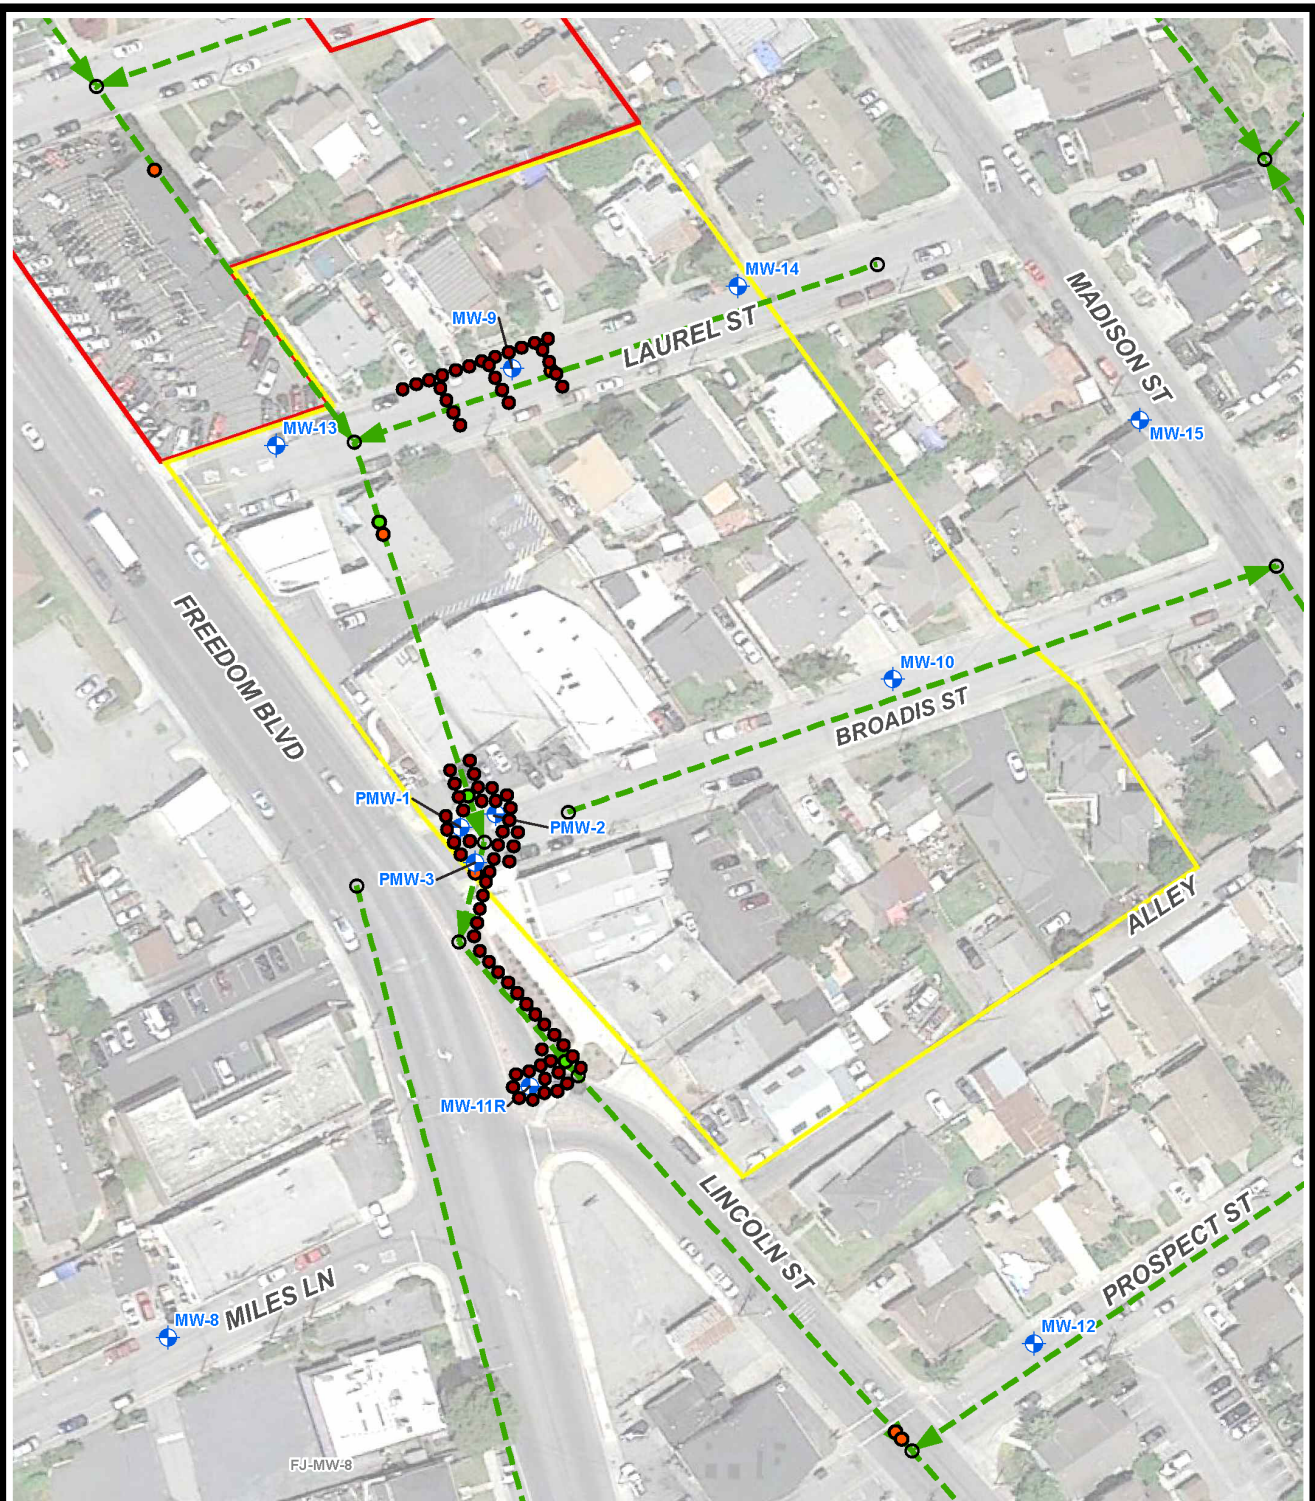 MW-14
MW-9
LAUREL ST
MADISON ST
MW-13
MW-15
FREEDOM BLVD
MW-10
BROADIS ST
PMW-1
PMW-2
PMW-3
ALLEY
MW-11R
LINCOLN ST
PROSPECT ST
MILES LN
MW-8
MW-12
FJ-MW-8